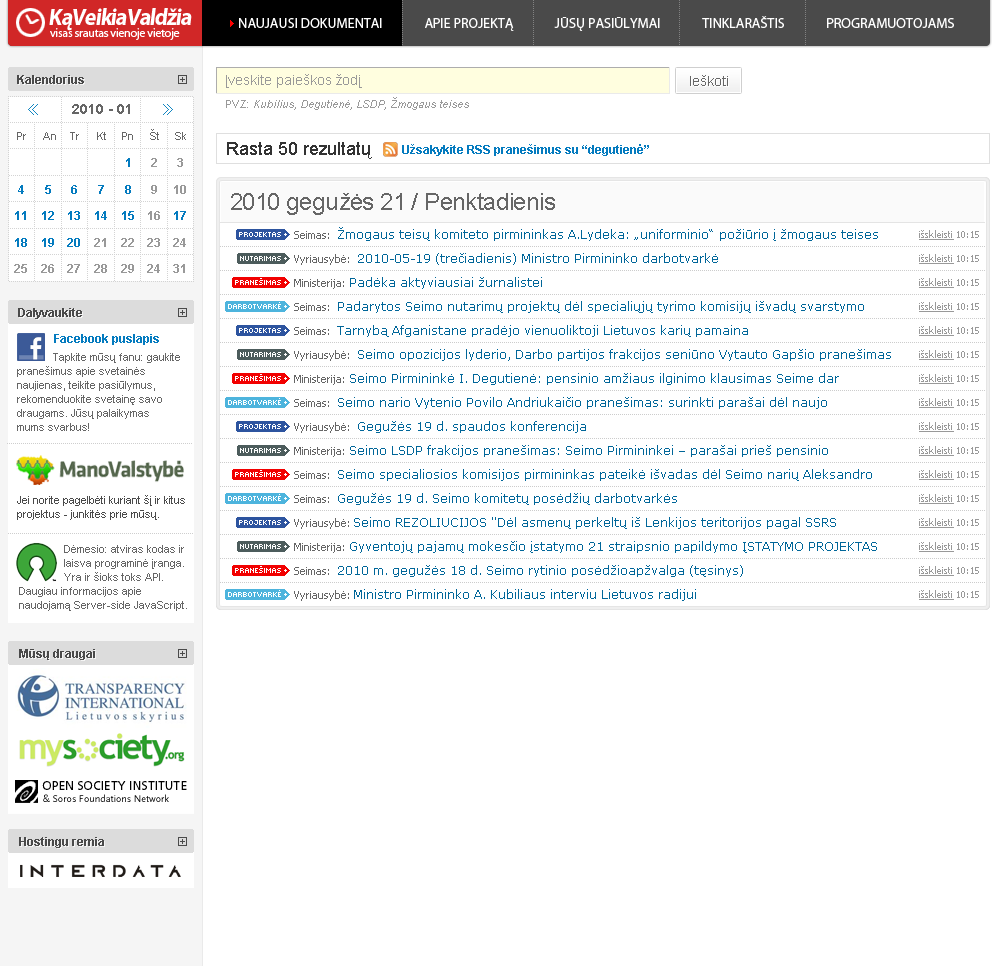 KąVeikiaValdžia
visas srautas vienoje vietoje
NAUJAUSI DOKUMENTAI
APIE PROJEKTĄ
JŪSŲ PASIŪLYMAI
TINKLARAŠTIS
PROGRAMUOTOJAMS
Kalendorius
2010 - 01
Pr An Tr Kt Pn Št Sk
1 2 3
4 5 6 7 8 9 10
11 12 13 14 15 16 17
18 19 20 21 22 23 24
25 26 27 28 29 24 31
Dalyvaukite
Facebook puslapis
Tapkite mūsų fanu: gaukite
pranešimus apie svetainės
naujienas, teikite pasiūlymus,
rekomenduokite svetainę savo
draugams. Jūsų palaikymas
mums svarbus!
ManoValstybė
Jei norite pagelbėti kuriant šį ir kitus
projektus - junkitės prie mūsų.
Dėmesio: atviras kodas ir
laisva programinė įranga.
Yra ir šioks toks API.
Daugiau informacijos apie
naudojamą Server-side JavaScript.
Mūsų draugai
TRANSPARENCY
INTERNATIONAL
Lietuvos skyrius
mysociety.org
OPEN SOCIETY INSTITUTE
& Soros Foundations Network
Hostingu remia
INTERDATA
Įveskite paieškos žodį
Ieškoti
PVZ: Kubilius, Degutienė, LSDP, Žmogaus teises
Rasta 50 rezultatų
Užsakykite RSS pranešimus su “degutienė”
2010 gegužės 21 / Penktadienis
PROJEKTAS Seimas: Žmogaus teisų komiteto pirmininkas A.Lydeka: „uniforminio“ požiūrio į žmogaus teises išskleisti 10:15
NUTARIMAS Vyriausybė: 2010-05-19 (trečiadienis) Ministro Pirmininko darbotvarkė išskleisti 10:15
PRANEŠIMAS Ministerija: Padėka aktyviausiai žurnalistei išskleisti 10:15
DARBOTVARKĖ Seimas: Padarytos Seimo nutarimų projektų dėl specialiųjų tyrimo komisijų išvadų svarstymo išskleisti 10:15
PROJEKTAS Seimas: Tarnybą Afganistane pradėjo vienuoliktoji Lietuvos karių pamaina išskleisti 10:15
NUTARIMAS Vyriausybė: Seimo opozicijos lyderio, Darbo partijos frakcijos seniūno Vytauto Gapšio pranešimas išskleisti 10:15
PRANEŠIMAS Ministerija: Seimo Pirmininkė I. Degutienė: pensinio amžiaus ilginimo klausimas Seime dar išskleisti 10:15
DARBOTVARKĖ Seimas: Seimo nario Vytenio Povilo Andriukaičio pranešimas: surinkti parašai dėl naujo išskleisti 10:15
PROJEKTAS Vyriausybė: Gegužės 19 d. spaudos konferencija išskleisti 10:15
NUTARIMAS Ministerija: Seimo LSDP frakcijos pranešimas: Seimo Pirmininkei – parašai prieš pensinio išskleisti 10:15
PRANEŠIMAS Seimas: Seimo specialiosios komisijos pirmininkas pateikė išvadas dėl Seimo narių Aleksandro išskleisti 10:15
DARBOTVARKĖ Seimas: Gegužės 19 d. Seimo komitetų posėdžių darbotvarkės išskleisti 10:15
PROJEKTAS Vyriausybė: Seimo REZOLIUCIJOS "Dėl asmenų perkeltų iš Lenkijos teritorijos pagal SSRS išskleisti 10:15
NUTARIMAS Ministerija: Gyventojų pajamų mokesčio įstatymo 21 straipsnio papildymo ĮSTATYMO PROJEKTAS išskleisti 10:15
PRANEŠIMAS Seimas: 2010 m. gegužės 18 d. Seimo rytinio posėdžioapžvalga (tęsinys) išskleisti 10:15
DARBOTVARKĖ Vyriausybė: Ministro Pirmininko A. Kubiliaus interviu Lietuvos radijui išskleisti 10:15